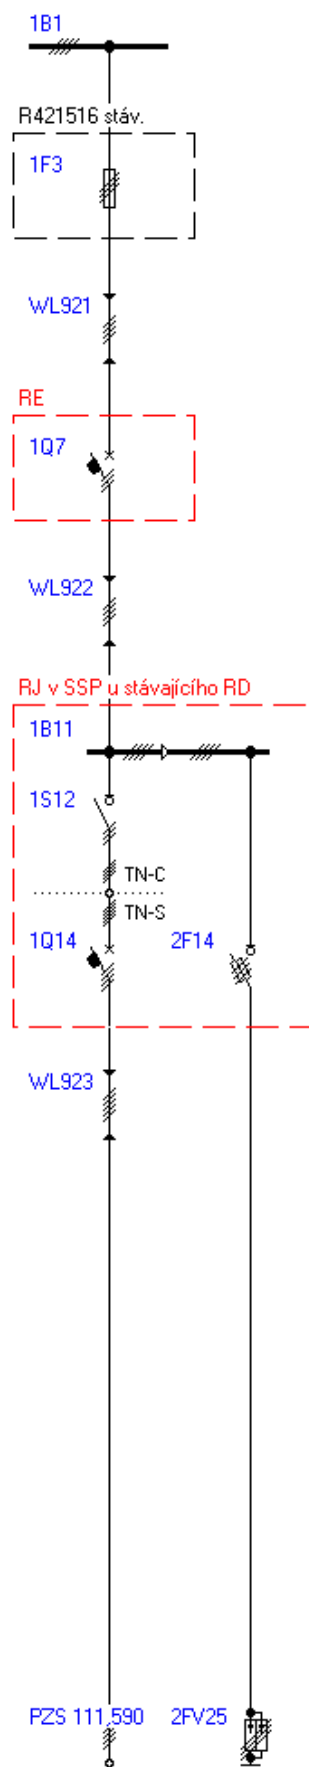 1B1
R421516 stáv.
1F3
WL921
RE
1Q7
WL922
RJ v SSP u stávajícího RD
1B11
1S12
TN-C
TN-S
1Q14
2F14
WL923
PZS 111,590
2FV25